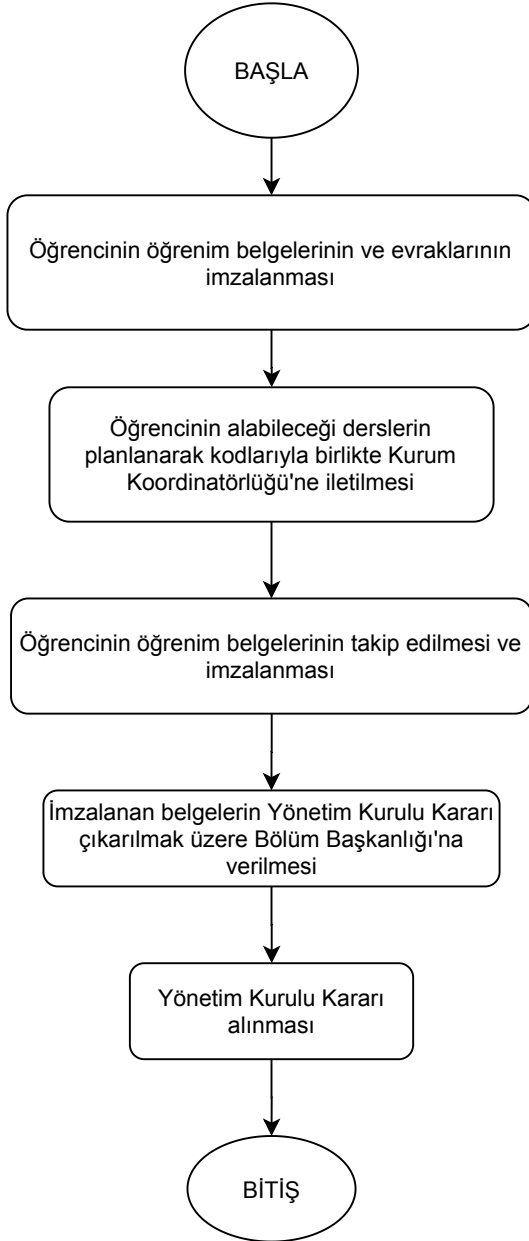 BAŞLA
Öğrencinin öğrenim belgelerinin ve evraklarının
imzalanması
Öğrencinin alabileceği derslerin
planlanarak kodlarıyla birlikte Kurum
Koordinatörlüğü'ne iletilmesi
Öğrencinin öğrenim belgelerinin takip edilmesi ve
imzalanması
İmzalanan belgelerin Yönetim Kurulu Kararı
çıkarılmak üzere Bölüm Başkanlığı'na
verilmesi
Yönetim Kurulu Kararı
alınması
BİTİŞ